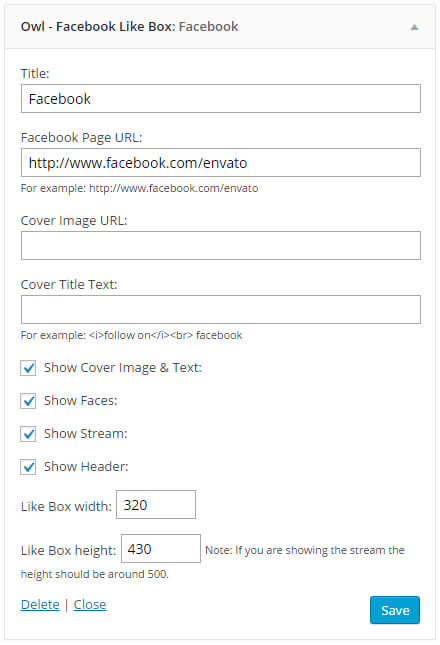 Owl - Facebook Like Box: Facebook
Title:
Facebook
Facebook Page URL:
http://www.facebook.com/envato
For example: http://www.facebook.com/envato
Cover Image URL:
Cover Title Text:
For example: <i>follow on</i><br> facebook
Show Cover Image & Text:
Show Faces:
Show Stream:
Show Header:
Like Box width: 320
Like Box height: 430 Note: If you are showing the stream the
height should be around 500.
Delete | Close Save